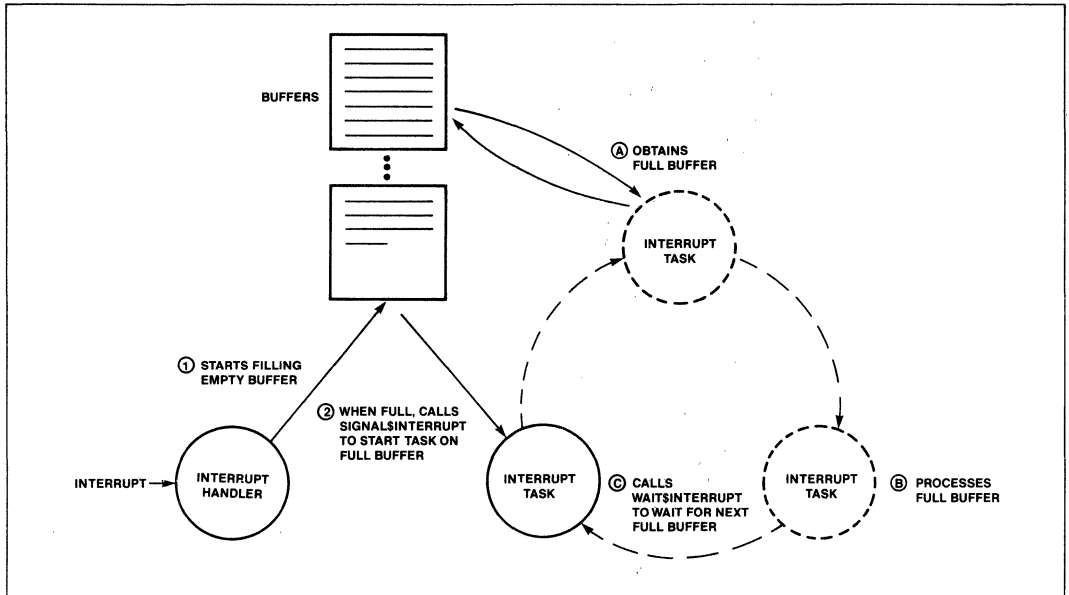 BUFFERS
Ⓐ OBTAINS
FULL BUFFER
INTERRUPT
TASK
① STARTS FILLING
EMPTY BUFFER
② WHEN FULL, CALLS
SIGNAL$INTERRUPT
TO START TASK ON
FULL BUFFER
INTERRUPT
INTERRUPT
HANDLER
INTERRUPT
TASK
Ⓒ CALLS
WAIT$INTERRUPT
TO WAIT FOR NEXT
FULL BUFFER
INTERRUPT
TASK
Ⓑ PROCESSES
FULL BUFFER